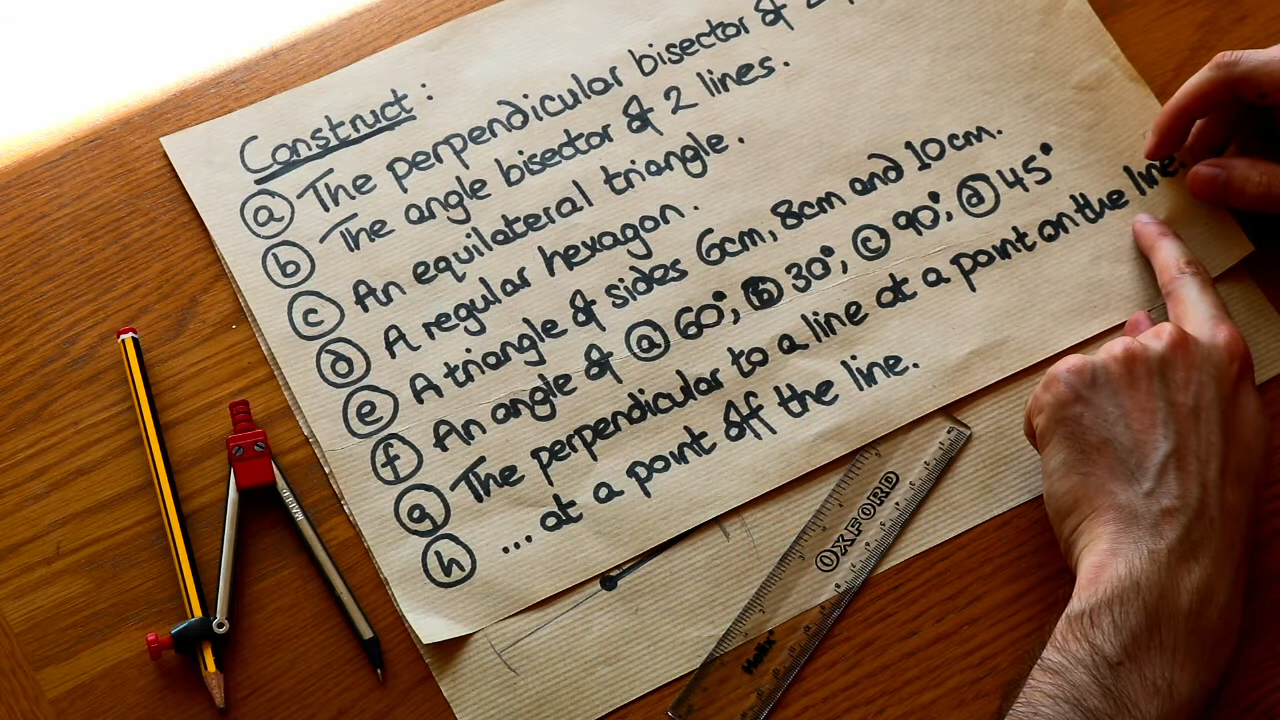 Construct:
(a) The perpendicular bisector of 2
(b) The angle bisector of 2 lines.
(c) An equilateral triangle.
(d) A regular hexagon.
(e) A triangle of sides 6cm, 8cm and 10cm.
(f) An angle of (a) 60°; (b) 30°; (c) 90°; (d) 45°
(g) The perpendicular to a line at a point on the line.
(h) ... at a point off the line.
OXFORD
Helix